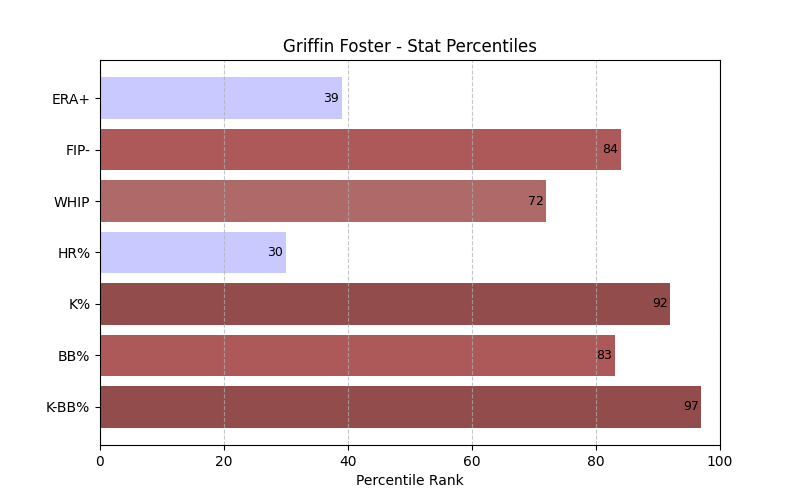 Griffin Foster - Stat Percentiles
ERA+ 39
FIP- 84
WHIP 72
HR% 30
K% 92
BB% 83
K-BB% 97
0 20 40 60 80 100
Percentile Rank